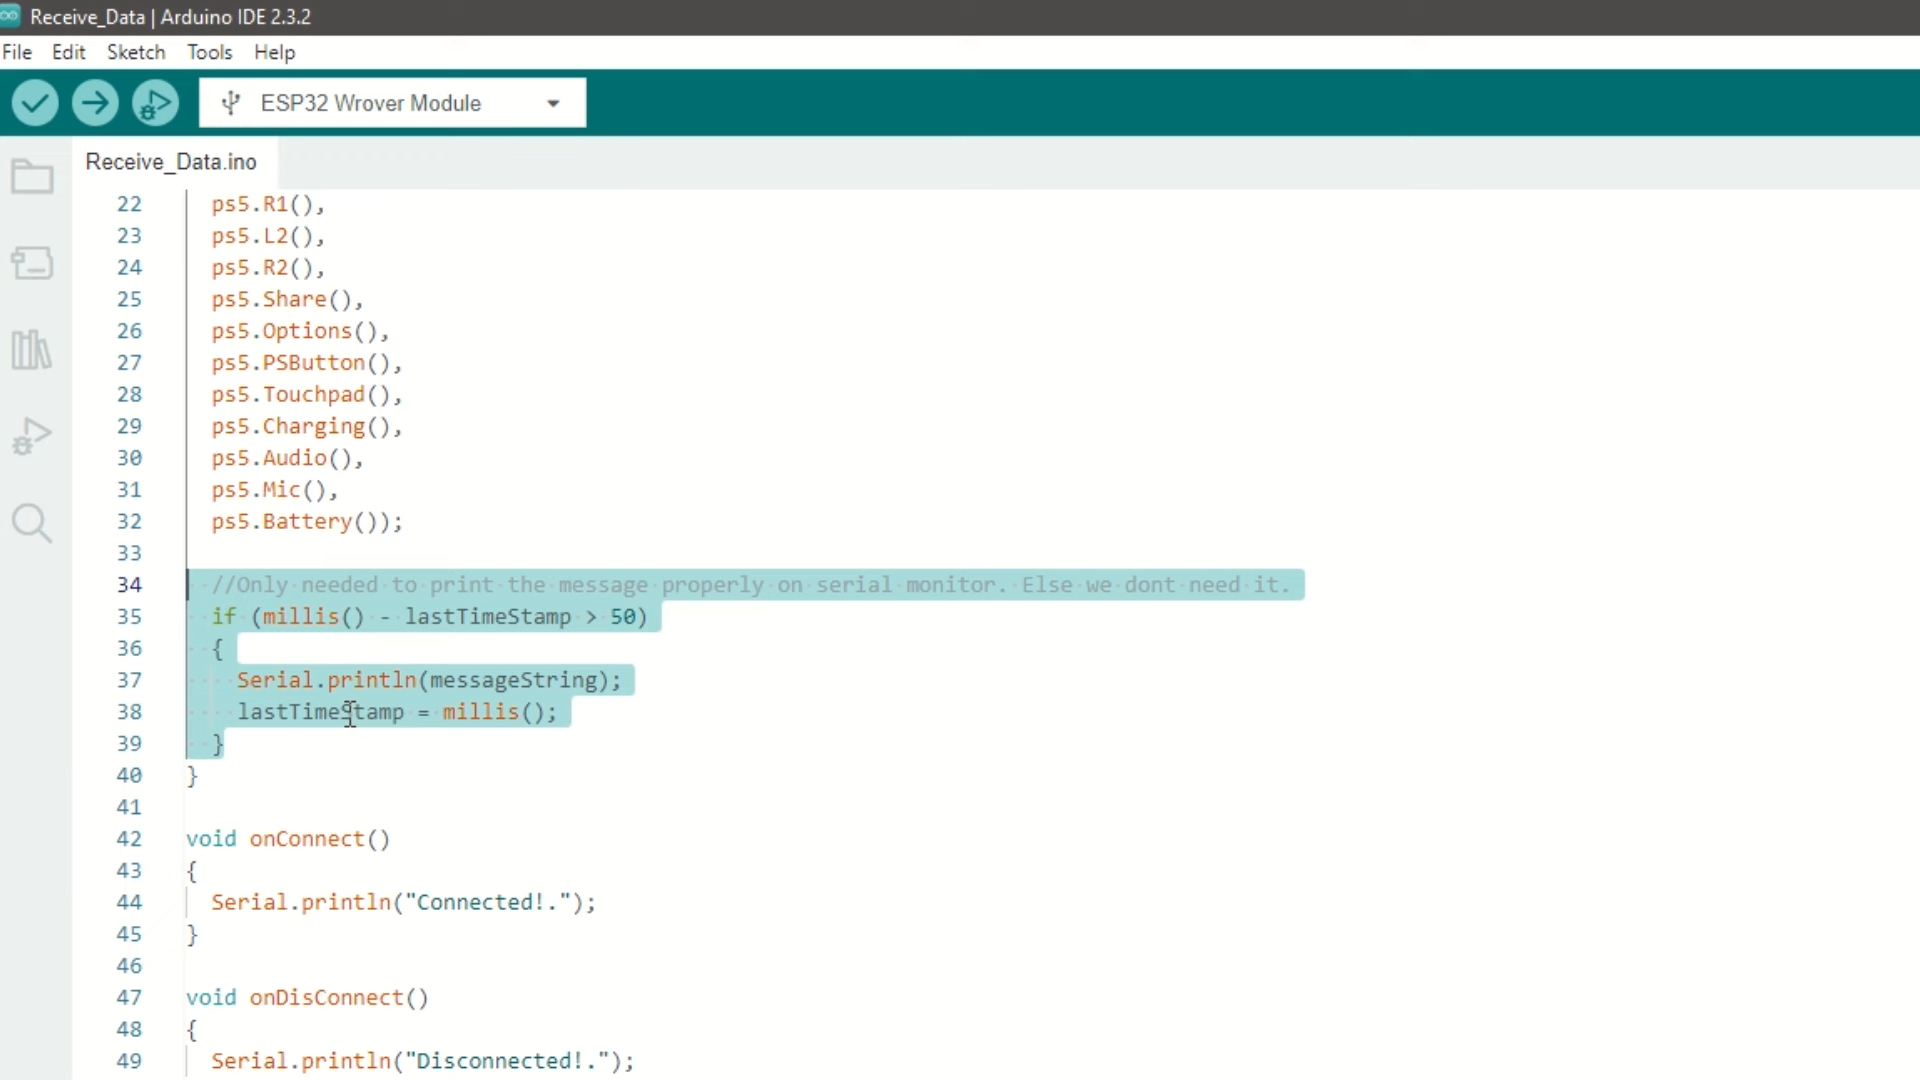 Receive_Data | Arduino IDE 2.3.2
File Edit Sketch Tools Help
ESP32 Wrover Module
Receive_Data.ino
22 ps5.R1(),
23 ps5.L2(),
24 ps5.R2(),
25 ps5.Share(),
26 ps5.Options(),
27 ps5.PSButton(),
28 ps5.Touchpad(),
29 ps5.Charging(),
30 ps5.Audio(),
31 ps5.Mic(),
32 ps5.Battery());
33
34 //Only needed to print the message properly on serial monitor. Else we dont need it.
35 if (millis() - lastTimeStamp > 50)
36 {
37 Serial.println(messageString);
38 lastTimeStamp = millis();
39 }
40 }
41
42 void onConnect()
43 {
44 Serial.println("Connected!.");
45 }
46
47 void onDisConnect()
48 {
49 Serial.println("Disconnected!.");